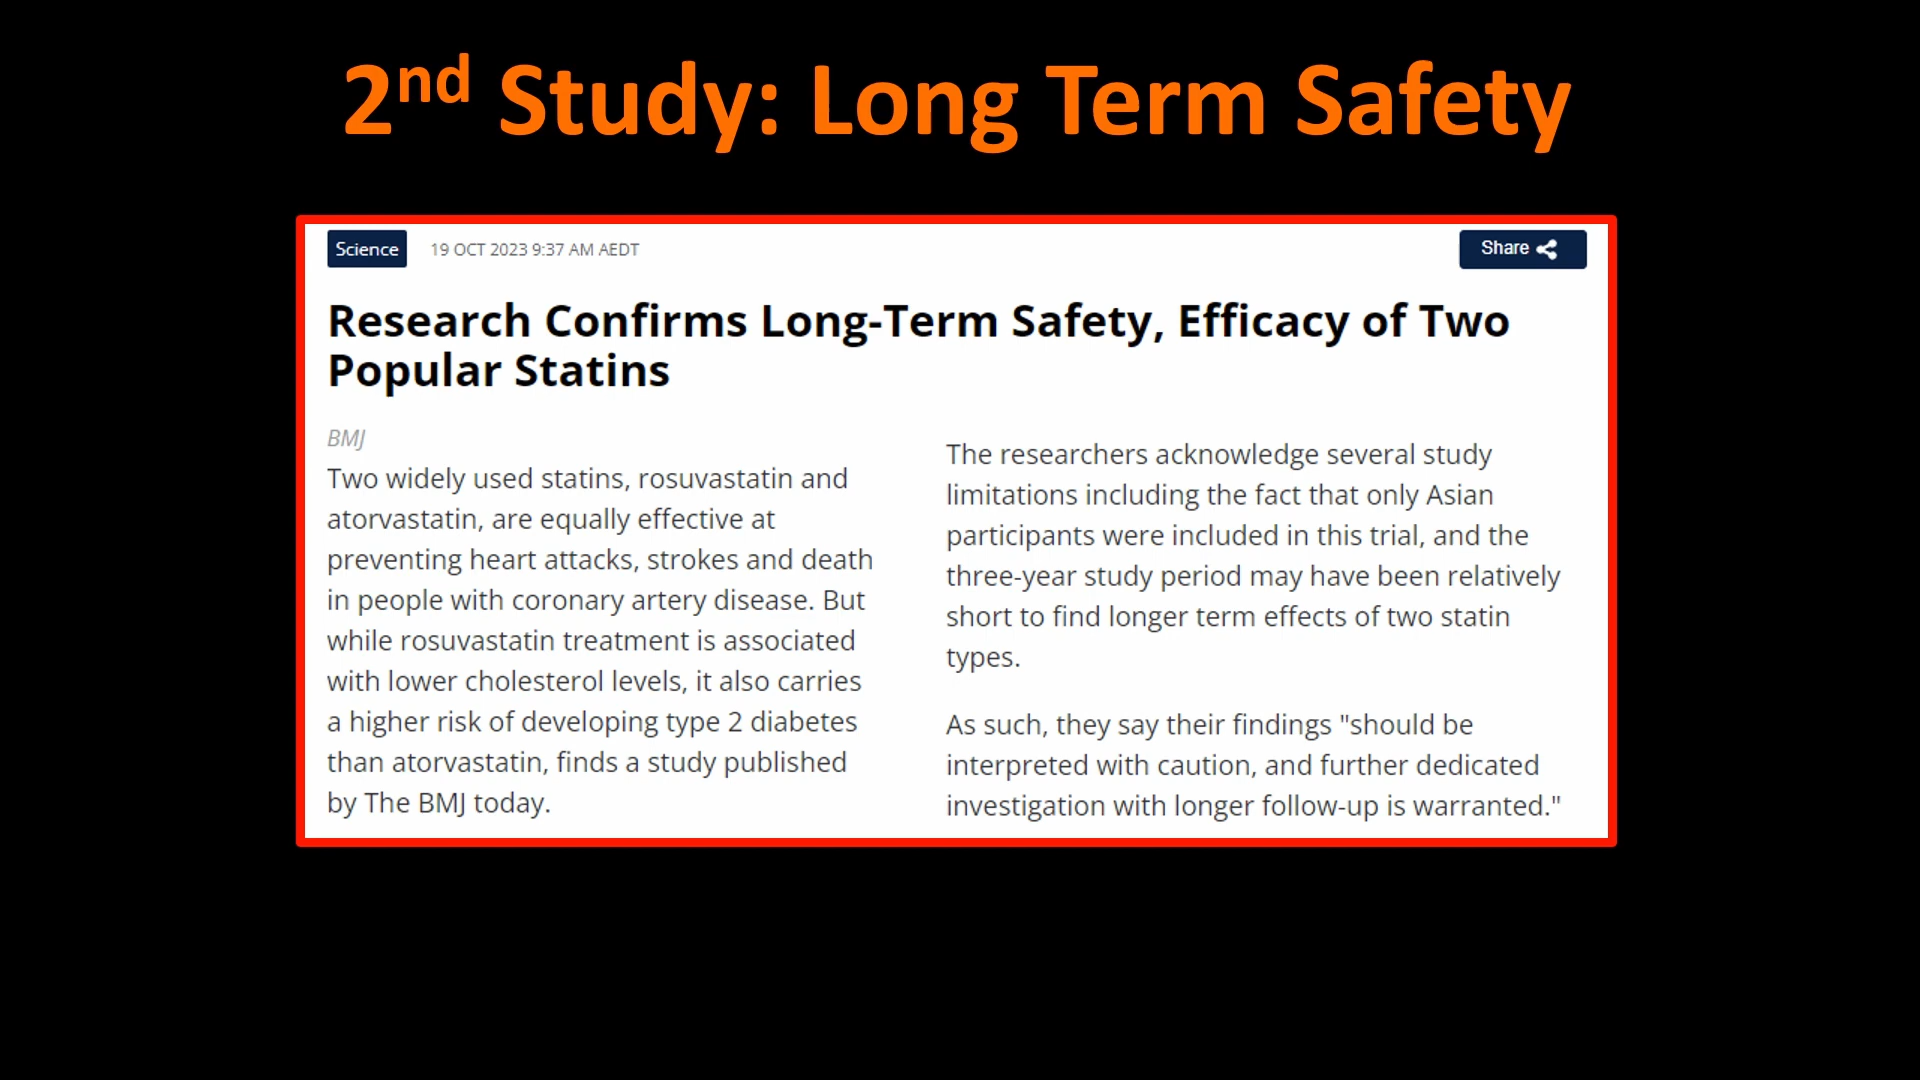 2nd Study: Long Term Safety
Science
19 OCT 2023 9:37 AM AEDT
Share
Research Confirms Long-Term Safety, Efficacy of Two
Popular Statins
BMJ
Two widely used statins, rosuvastatin and
atorvastatin, are equally effective at
preventing heart attacks, strokes and death
in people with coronary artery disease. But
while rosuvastatin treatment is associated
with lower cholesterol levels, it also carries
a higher risk of developing type 2 diabetes
than atorvastatin, finds a study published
by The BMJ today.
The researchers acknowledge several study
limitations including the fact that only Asian
participants were included in this trial, and the
three-year study period may have been relatively
short to find longer term effects of two statin
types.
As such, they say their findings "should be
interpreted with caution, and further dedicated
investigation with longer follow-up is warranted."